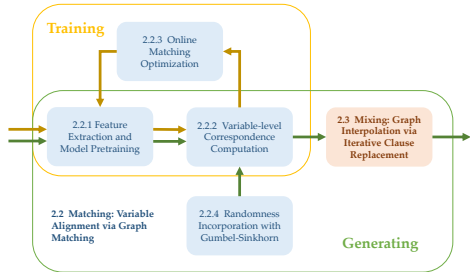 Training
2.2.3 Online
Matching
Optimization
2.2.1 Feature
Extraction and
Model Pretraining
2.2.2 Variable-level
Correspondence
Computation
2.3 Mixing: Graph
Interpolation via
Iterative Clause
Replacement
2.2 Matching: Variable
Alignment via Graph
Matching
2.2.4 Randomness
Incorporation with
Gumbel-Sinkhorn
Generating